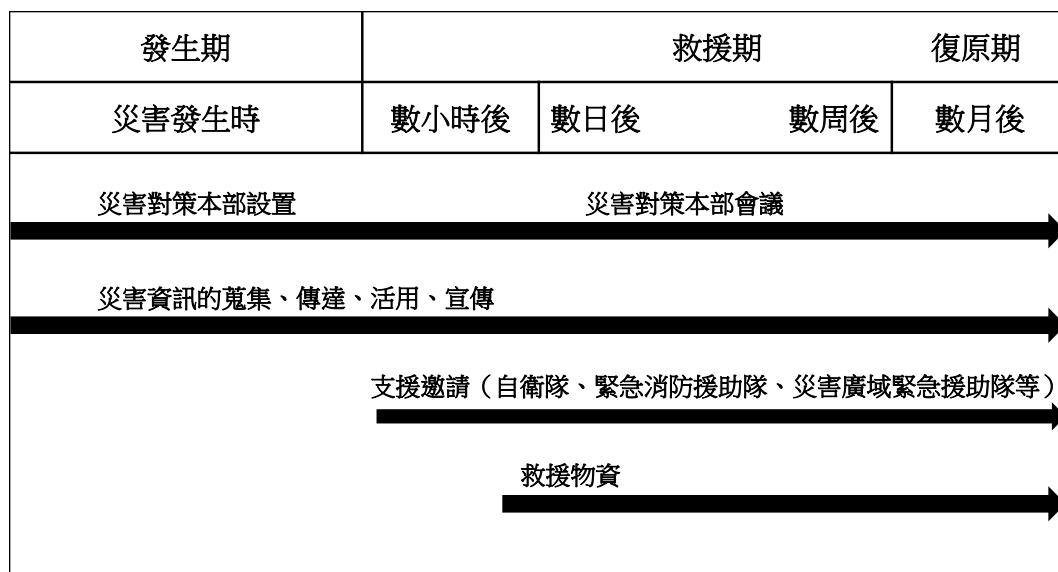 發生期 救援期 復原期
災害發生時 數小時後 數日後 數周後 數月後
災害對策本部設置 災害對策本部會議
災害資訊的蒐集、傳達、活用、宣傳
支援邀請（自衛隊、緊急消防援助隊、災害廣域緊急援助隊等）
救援物資